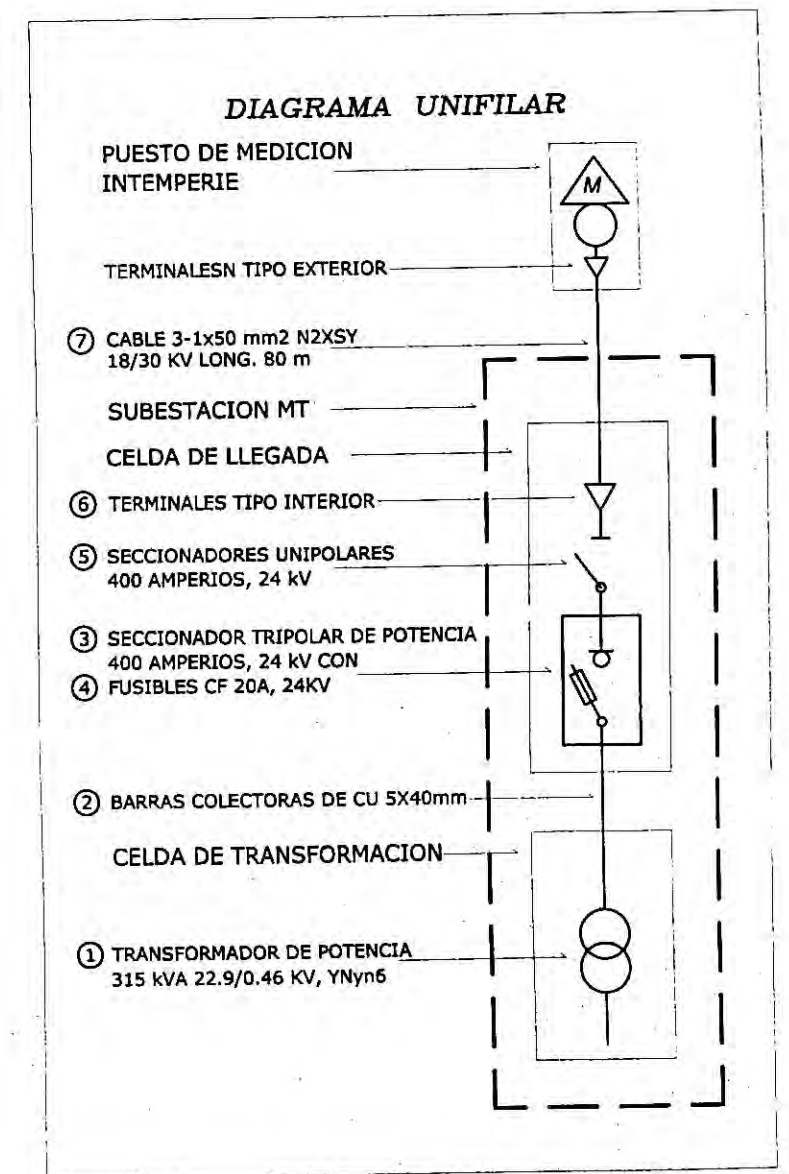 DIAGRAMA UNIFILAR
PUESTO DE MEDICION
INTEMPERIE
M
TERMINALESN TIPO EXTERIOR
⑦ CABLE 3-1x50 mm2 N2XSY
18/30 KV LONG. 80 m
SUBESTACION MT
CELDA DE LLEGADA
⑥ TERMINALES TIPO INTERIOR
⑤ SECCIONADORES UNIPOLARES
400 AMPERIOS, 24 kV
③ SECCIONADOR TRIPOLAR DE POTENCIA
400 AMPERIOS, 24 kV CON
④ FUSIBLES CF 20A, 24KV
② BARRAS COLECTORAS DE CU 5X40mm
CELDA DE TRANSFORMACION
① TRANSFORMADOR DE POTENCIA
315 kVA 22.9/0.46 KV, YNyn6